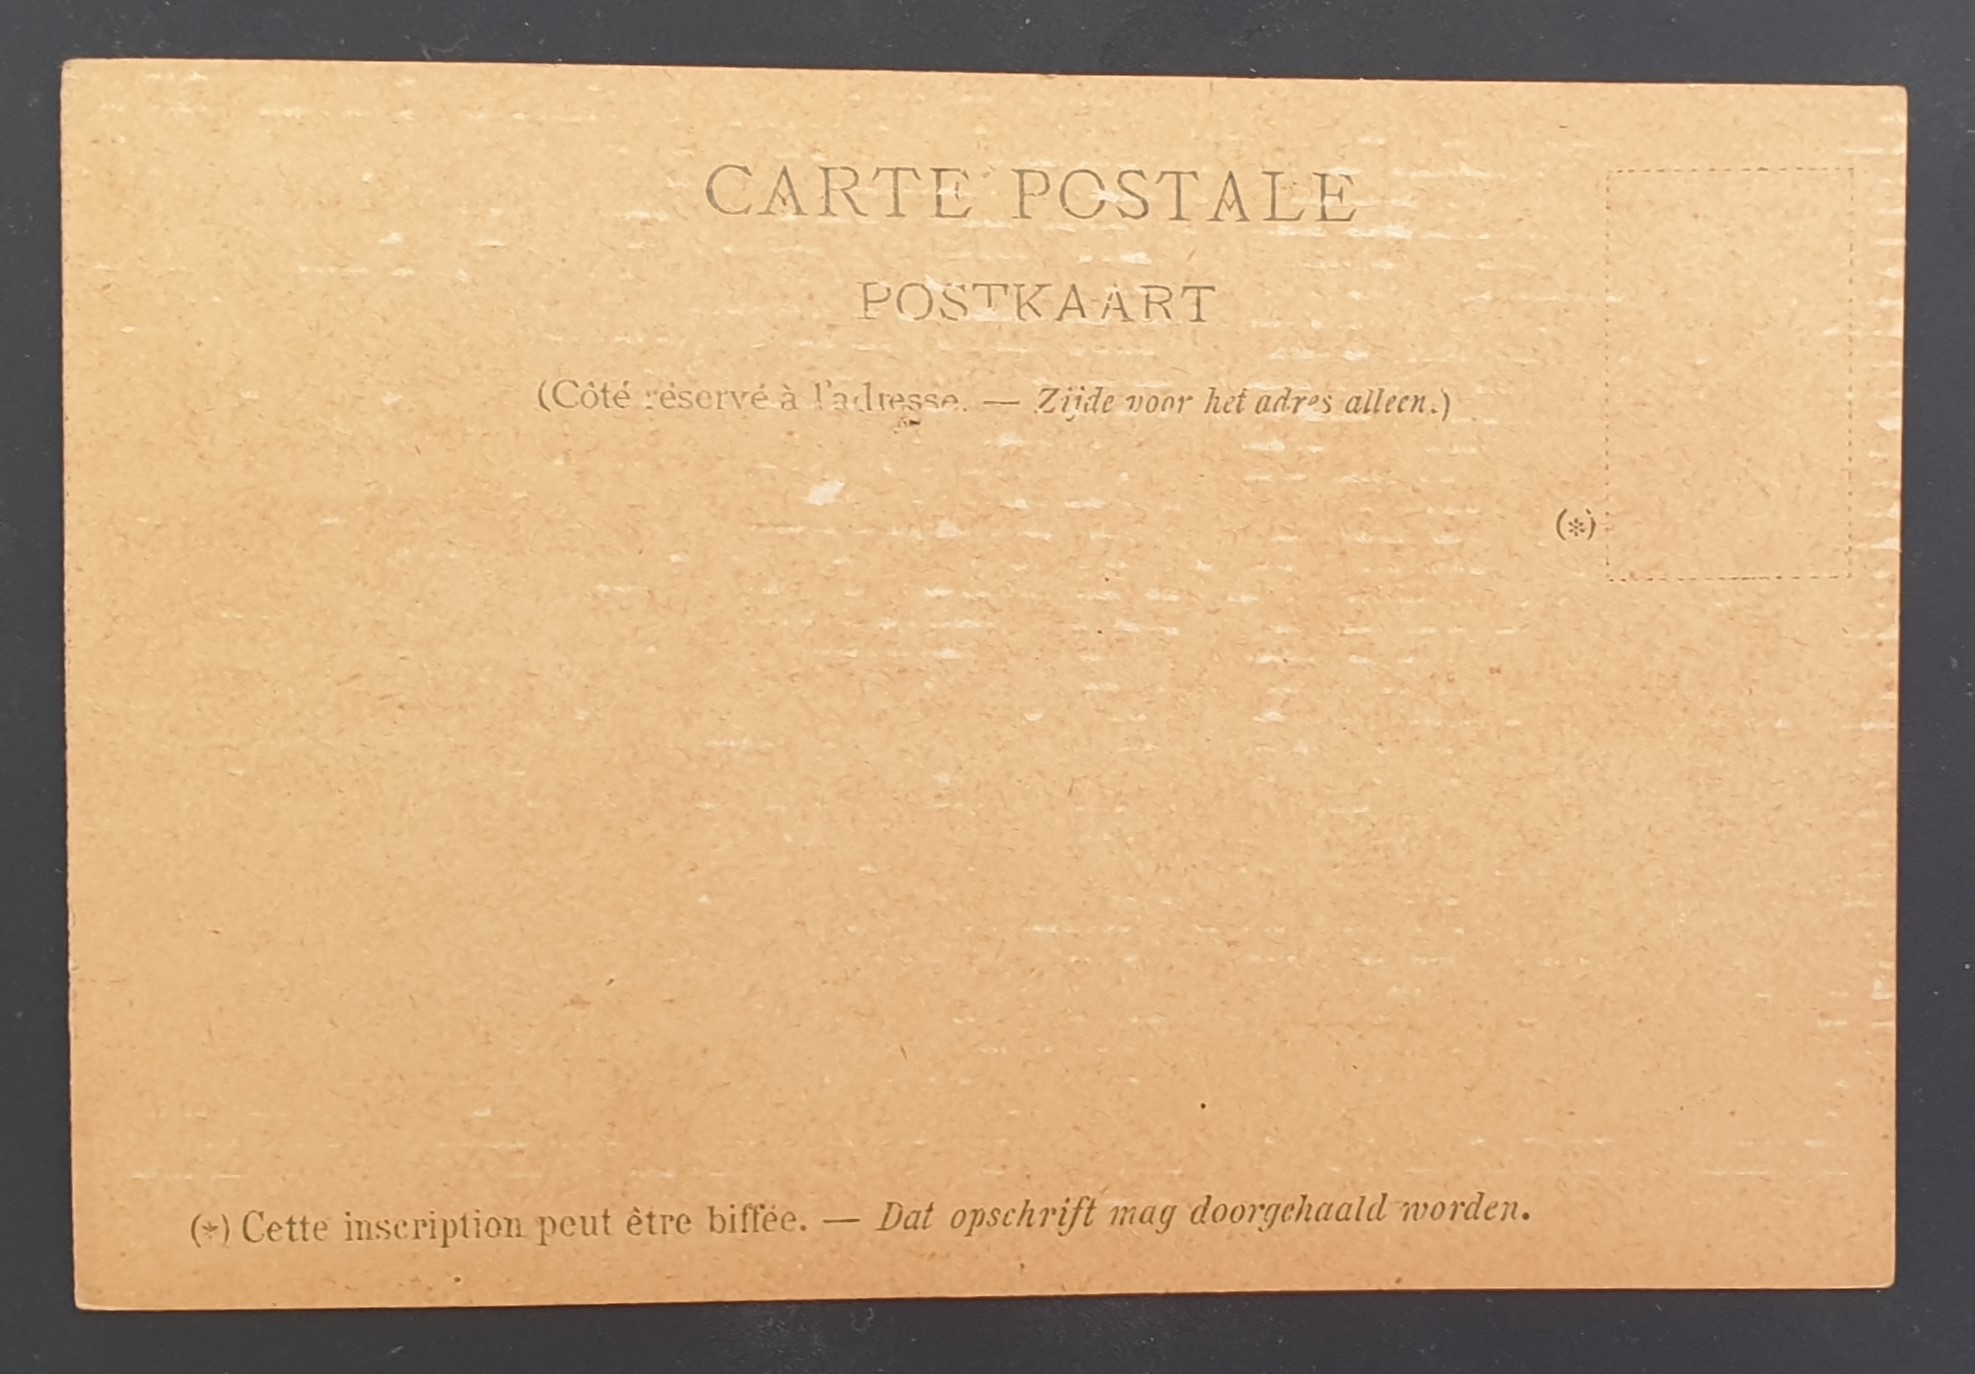 CARTE POSTALE
POSTKAART
(Côté réservé à l'adresse. — Zijde voor het adres alleen.)
(*)
(*) Cette inscription peut être biffée. — Dat opschrift mag doorgehaald worden.